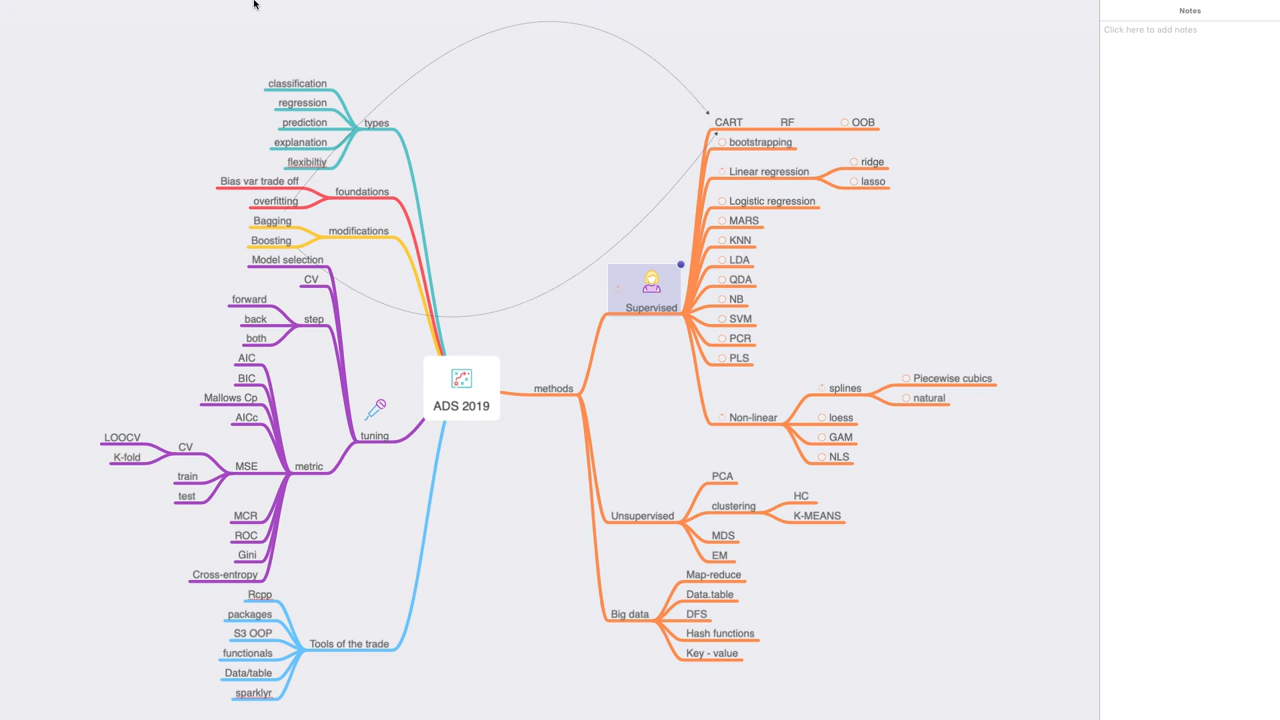 Notes
Click here to add notes
classification
regression
prediction
explanation
flexibiltiy
types
Bias var trade off
overfitting
foundations
Bagging
Boosting
modifications
Model selection
CV
forward
back
both
step
AIC
BIC
Mallows Cp
AICc
LOOCV
K-fold
CV
train
test
MSE
MCR
ROC
Gini
Cross-entropy
metric
tuning
Rcpp
packages
S3 OOP
functionals
Data/table
sparklyr
Tools of the trade
ADS 2019
methods
Supervised
CART RF OOB
bootstrapping
Linear regression
ridge
lasso
Logistic regression
MARS
KNN
LDA
QDA
NB
SVM
PCR
PLS
Non-linear
splines
Piecewise cubics
natural
loess
GAM
NLS
Unsupervised
PCA
clustering
HC
K-MEANS
MDS
EM
Big data
Map-reduce
Data.table
DFS
Hash functions
Key - value